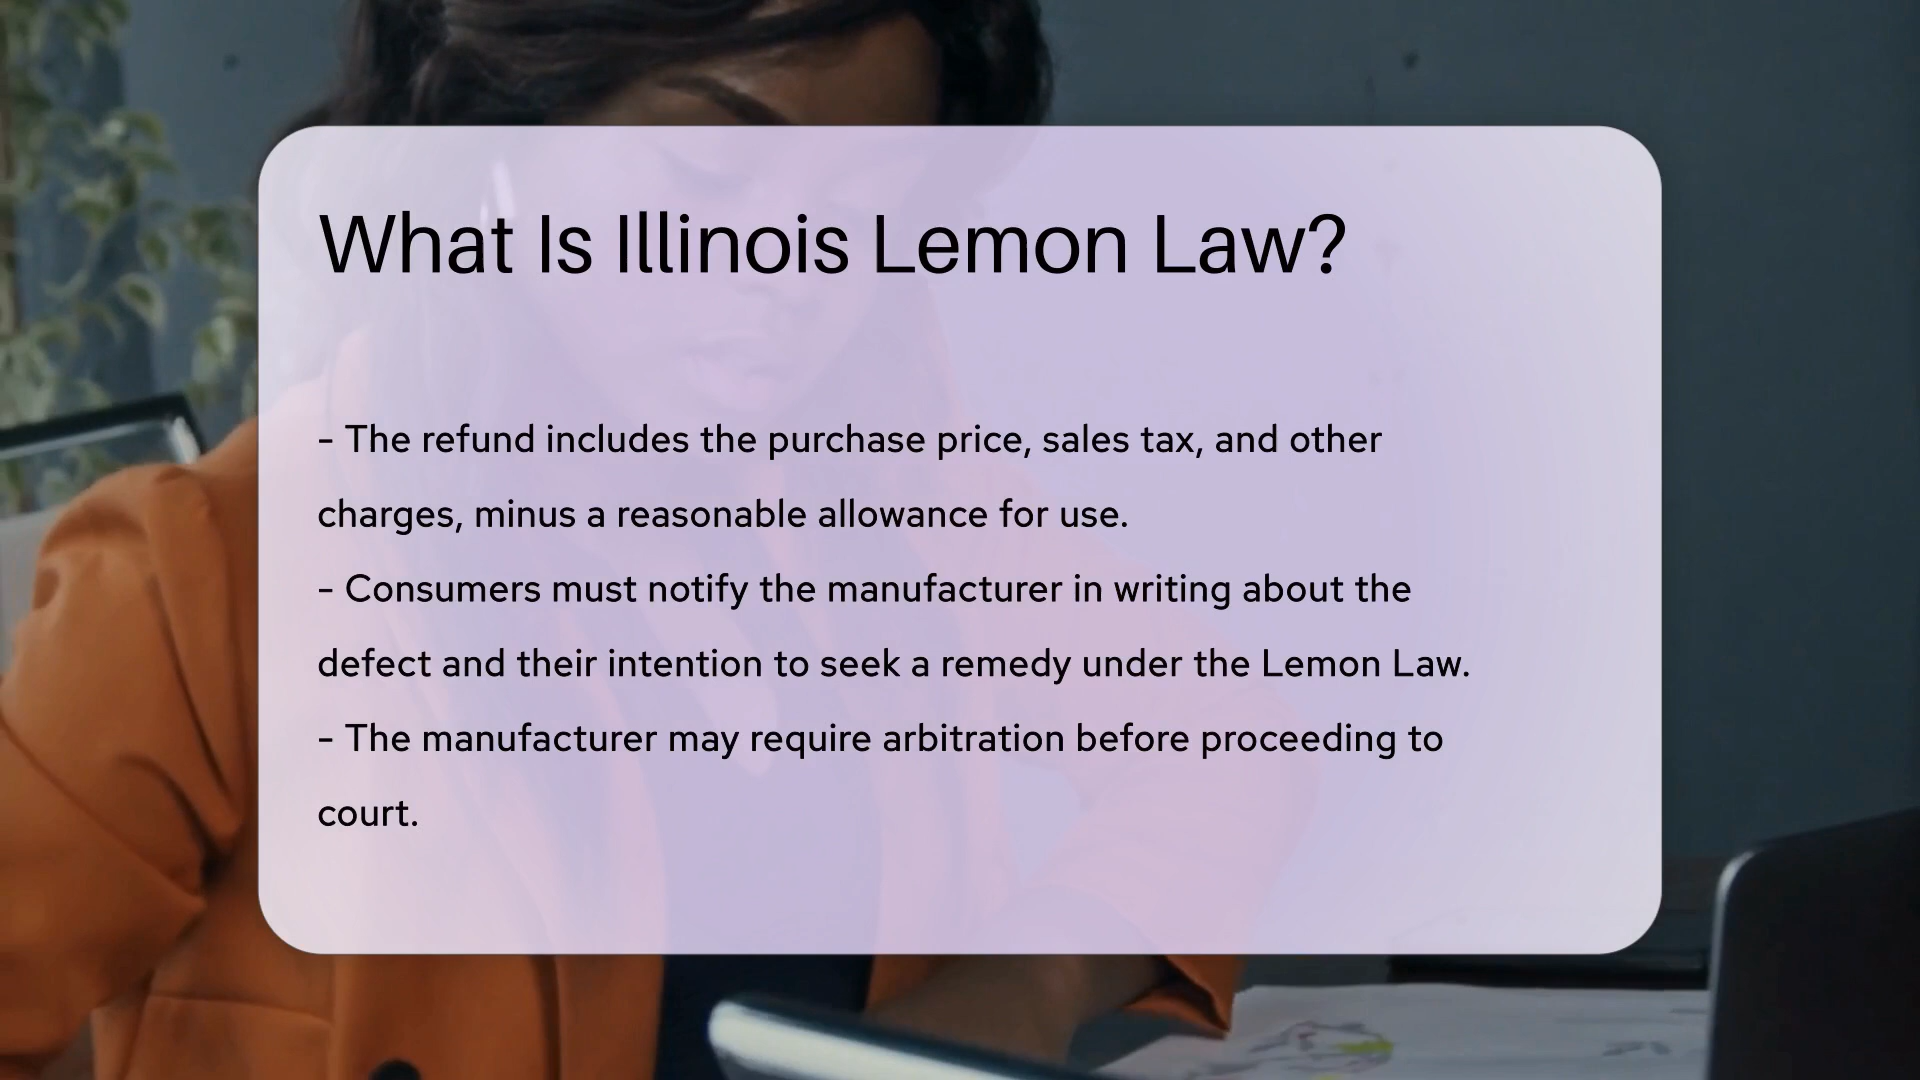 What Is Illinois Lemon Law?
- The refund includes the purchase price, sales tax, and other
charges, minus a reasonable allowance for use.
- Consumers must notify the manufacturer in writing about the
defect and their intention to seek a remedy under the Lemon Law.
- The manufacturer may require arbitration before proceeding to
court.